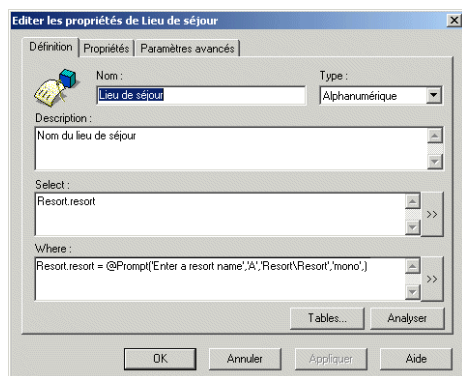 Editer les propriétés de Lieu de séjour
Définition Propriétés Paramètres avancés
Nom :
Type :
Lieu de séjour
Alphanumérique
Description :
Nom du lieu de séjour
Select :
Resort.resort
>>
Where :
Resort.resort = @Prompt('Enter a resort name','A','Resort\Resort','mono',)
>>
Tables... Analyser
OK Annuler Appliquer Aide